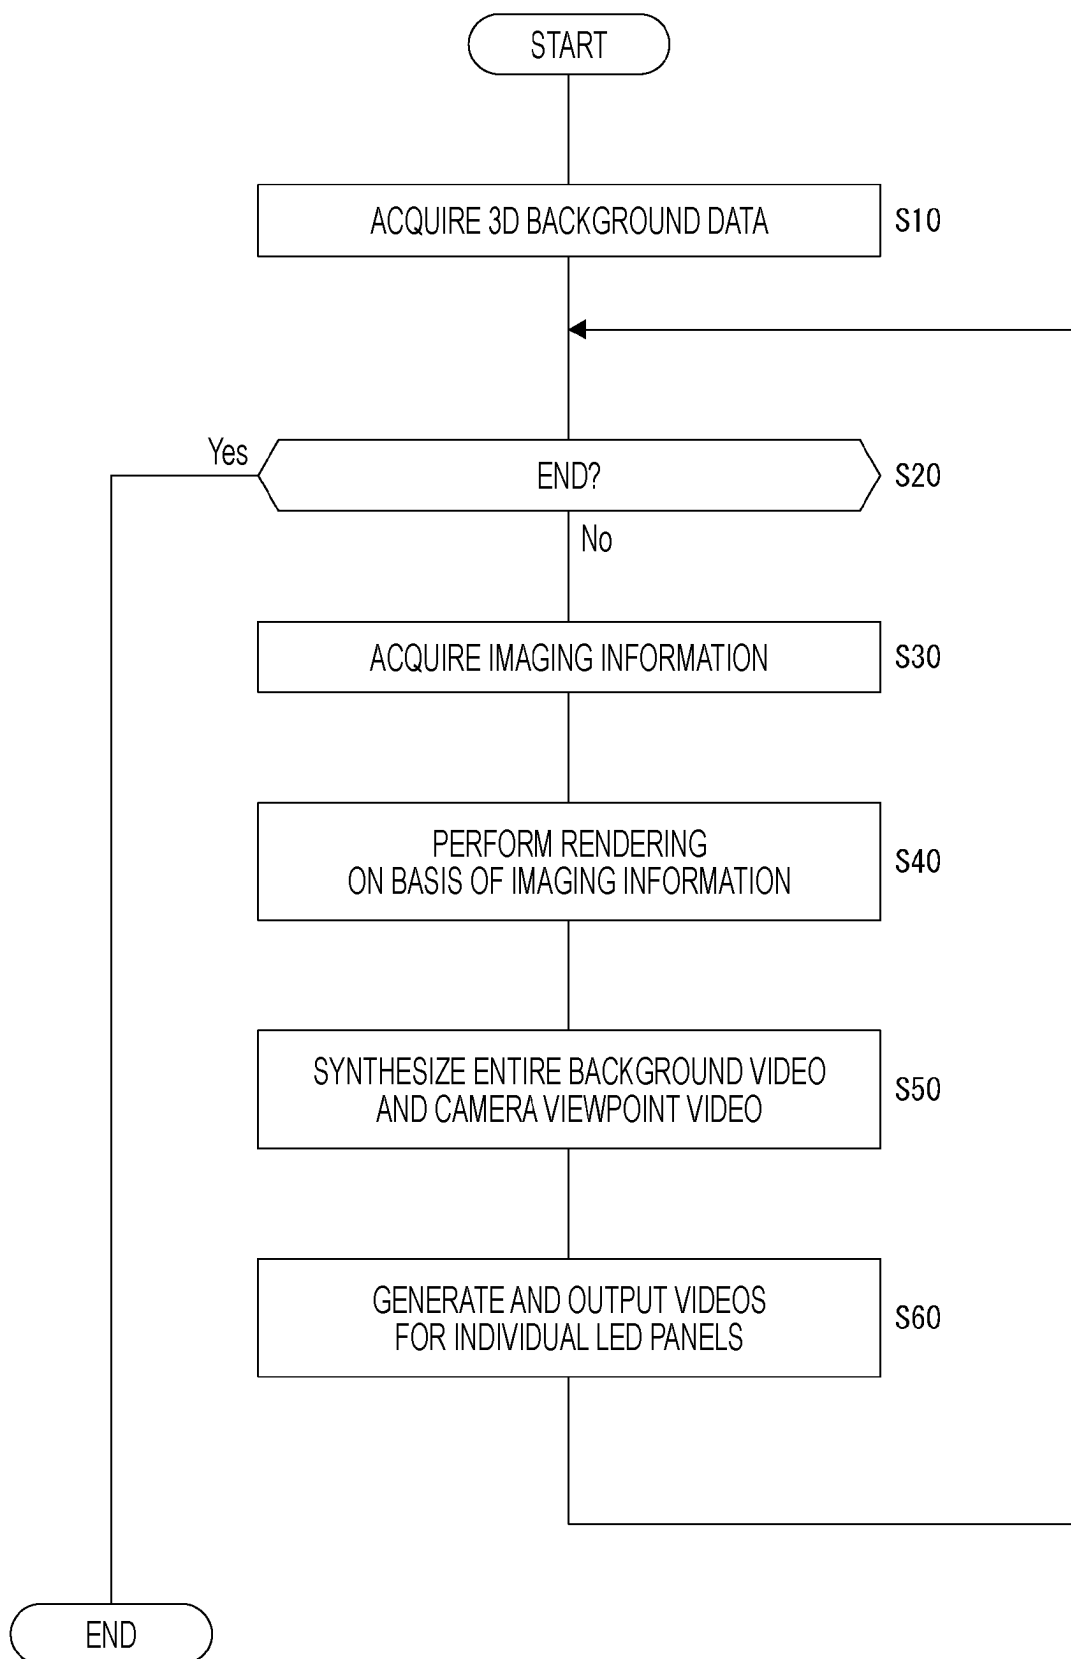 START
ACQUIRE 3D BACKGROUND DATA
S10
Yes
END?
S20
No
ACQUIRE IMAGING INFORMATION
S30
PERFORM RENDERING
ON BASIS OF IMAGING INFORMATION
S40
SYNTHESIZE ENTIRE BACKGROUND VIDEO
AND CAMERA VIEWPOINT VIDEO
S50
GENERATE AND OUTPUT VIDEOS
FOR INDIVIDUAL LED PANELS
S60
END